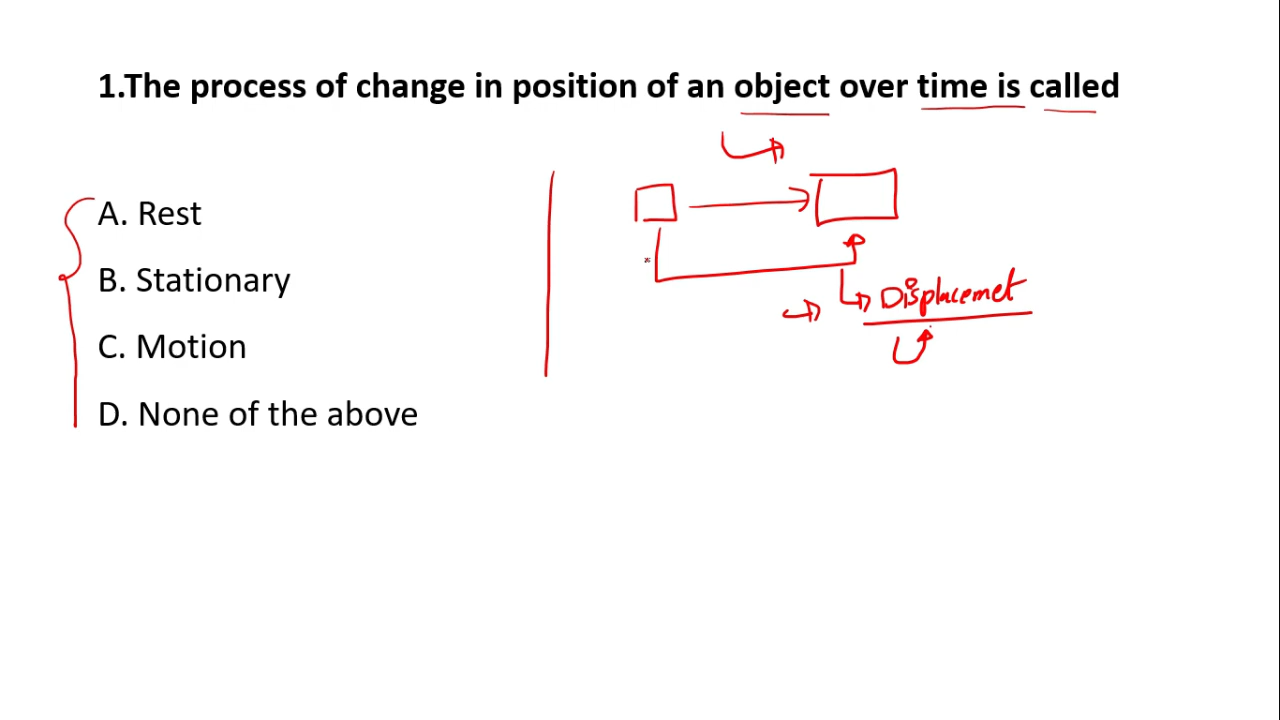 1.The process of change in position of an object over time is called
A. Rest
B. Stationary
C. Motion
D. None of the above
Displacemet